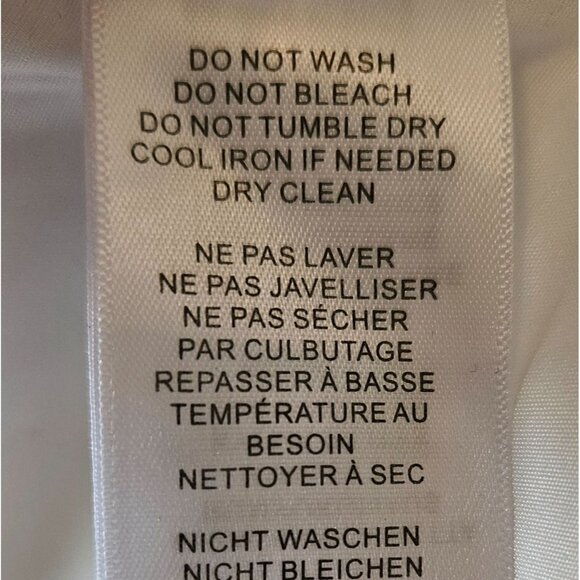 DO NOT WASH
DO NOT BLEACH
DO NOT TUMBLE DRY
COOL IRON IF NEEDED
DRY CLEAN
NE PAS LAVER
NE PAS JAVELLISER
NE PAS SÉCHER
PAR CULBUTAGE
REPASSER À BASSE
TEMPÉRATURE AU
BESOIN
NETTOYER À SEC
NICHT WASCHEN
NICHT BLEICHEN